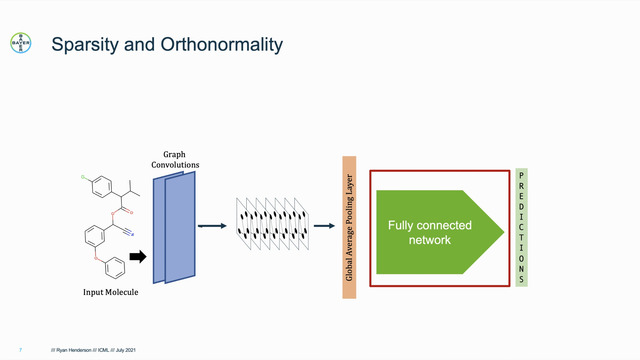 Sparsity and Orthonormality
BAYER
Graph
Convolutions
Input Molecule
Global Average Pooling Layer
Fully connected
network
PREDICTIONS
7
/// Ryan Henderson /// ICML /// July 2021